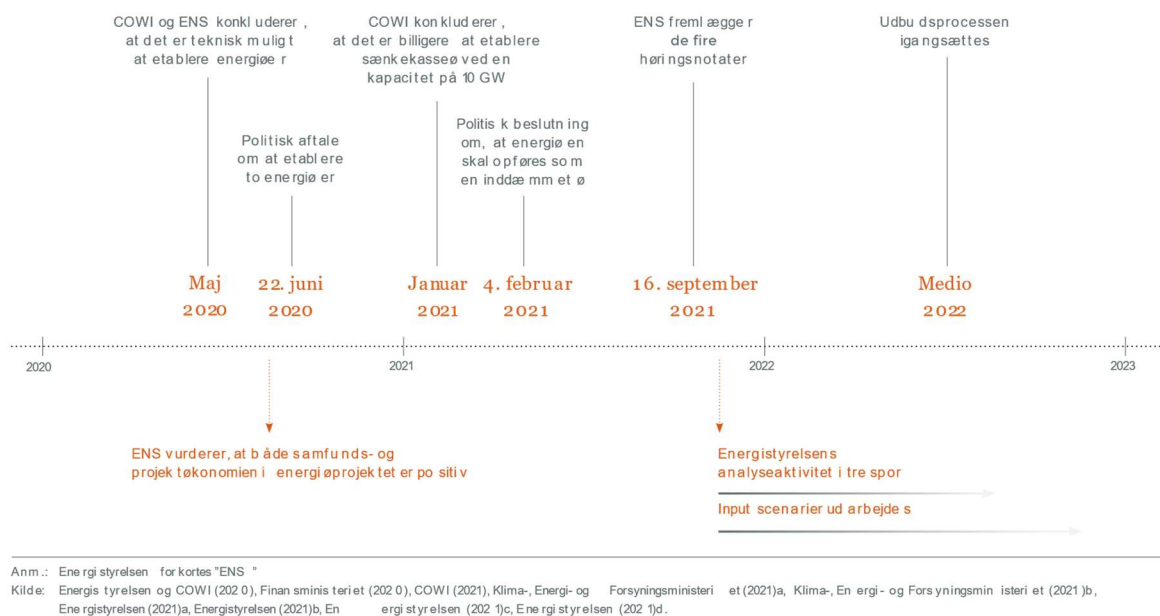 COWI og ENS konkluderer,
at det er teknisk muligt
at etablere energiøer
Politisk aftale
om at etablere
to energiøer
COWI konkluderer,
at det er billigere at etablere
sænkekasseø ved en
kapacitet på 10 GW
Politisk beslutning
om, at energiøen
skal opføres som
en inddæmmet ø
ENS fremlægger
de fire
høringsnotater
Udbudsprocessen
igangsættes
Maj
2020
22. juni
2020
Januar
2021
4. februar
2021
16. september
2021
Medio
2022
2020
2021
2022
2023
ENS vurderer, at både samfunds- og
projektøkonomien i energiøprojektet er positiv
Energistyrelsens
analyseaktivitet i tre spor
Input scenarier udarbejdes
Anm.: Energistyrelsen forkortes "ENS"
Kilde: Energistyrelsen og COWI (2020), Finansministeriet (2020), COWI (2021), Klima-, Energi- og Forsyningsministeriet (2021)a, Klima-, Energi- og Forsyningsministeriet (2021)b,
Energistyrelsen (2021)a, Energistyrelsen (2021)b, Energistyrelsen (2021)c, Energistyrelsen (2021)d.